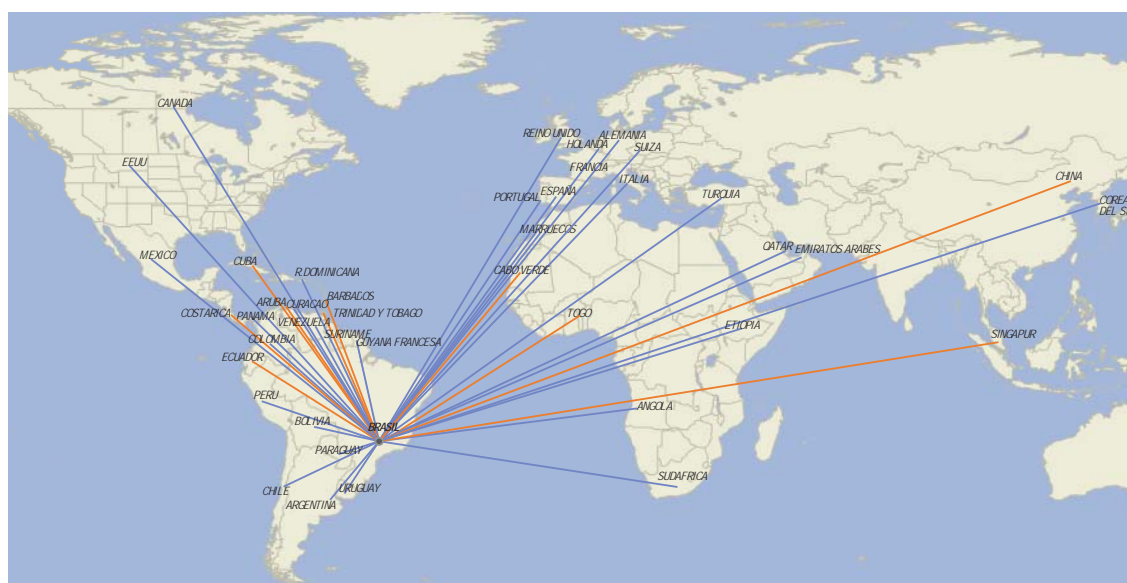 CANADA
REINO UNIDO
ALEMANIA
HOLANDA
SUIZA
EEUU
FRANCIA
ITALIA
CHINA
ESPAÑA
PORTUGAL
TURQUIA
COREA
DEL S
MARRUECOS
QATAR
EMIRATOS ARABES
MEXICO
CUBA
R.DOMINICANA
CABO VERDE
BARBADOS
ARUBA
CURAÇAO
COSTARICA
PANAMA
TRINIDAD Y TOBAGO
VENEZUELA
TOGO
ETIOPIA
SURINAME
SINGAPUR
COLOMBIA
GUYANA FRANCESA
ECUADOR
PERU
ANGOLA
BOLIVIA
BRASIL
PARAGUAY
SUDAFRICA
CHILE
URUGUAY
ARGENTINA